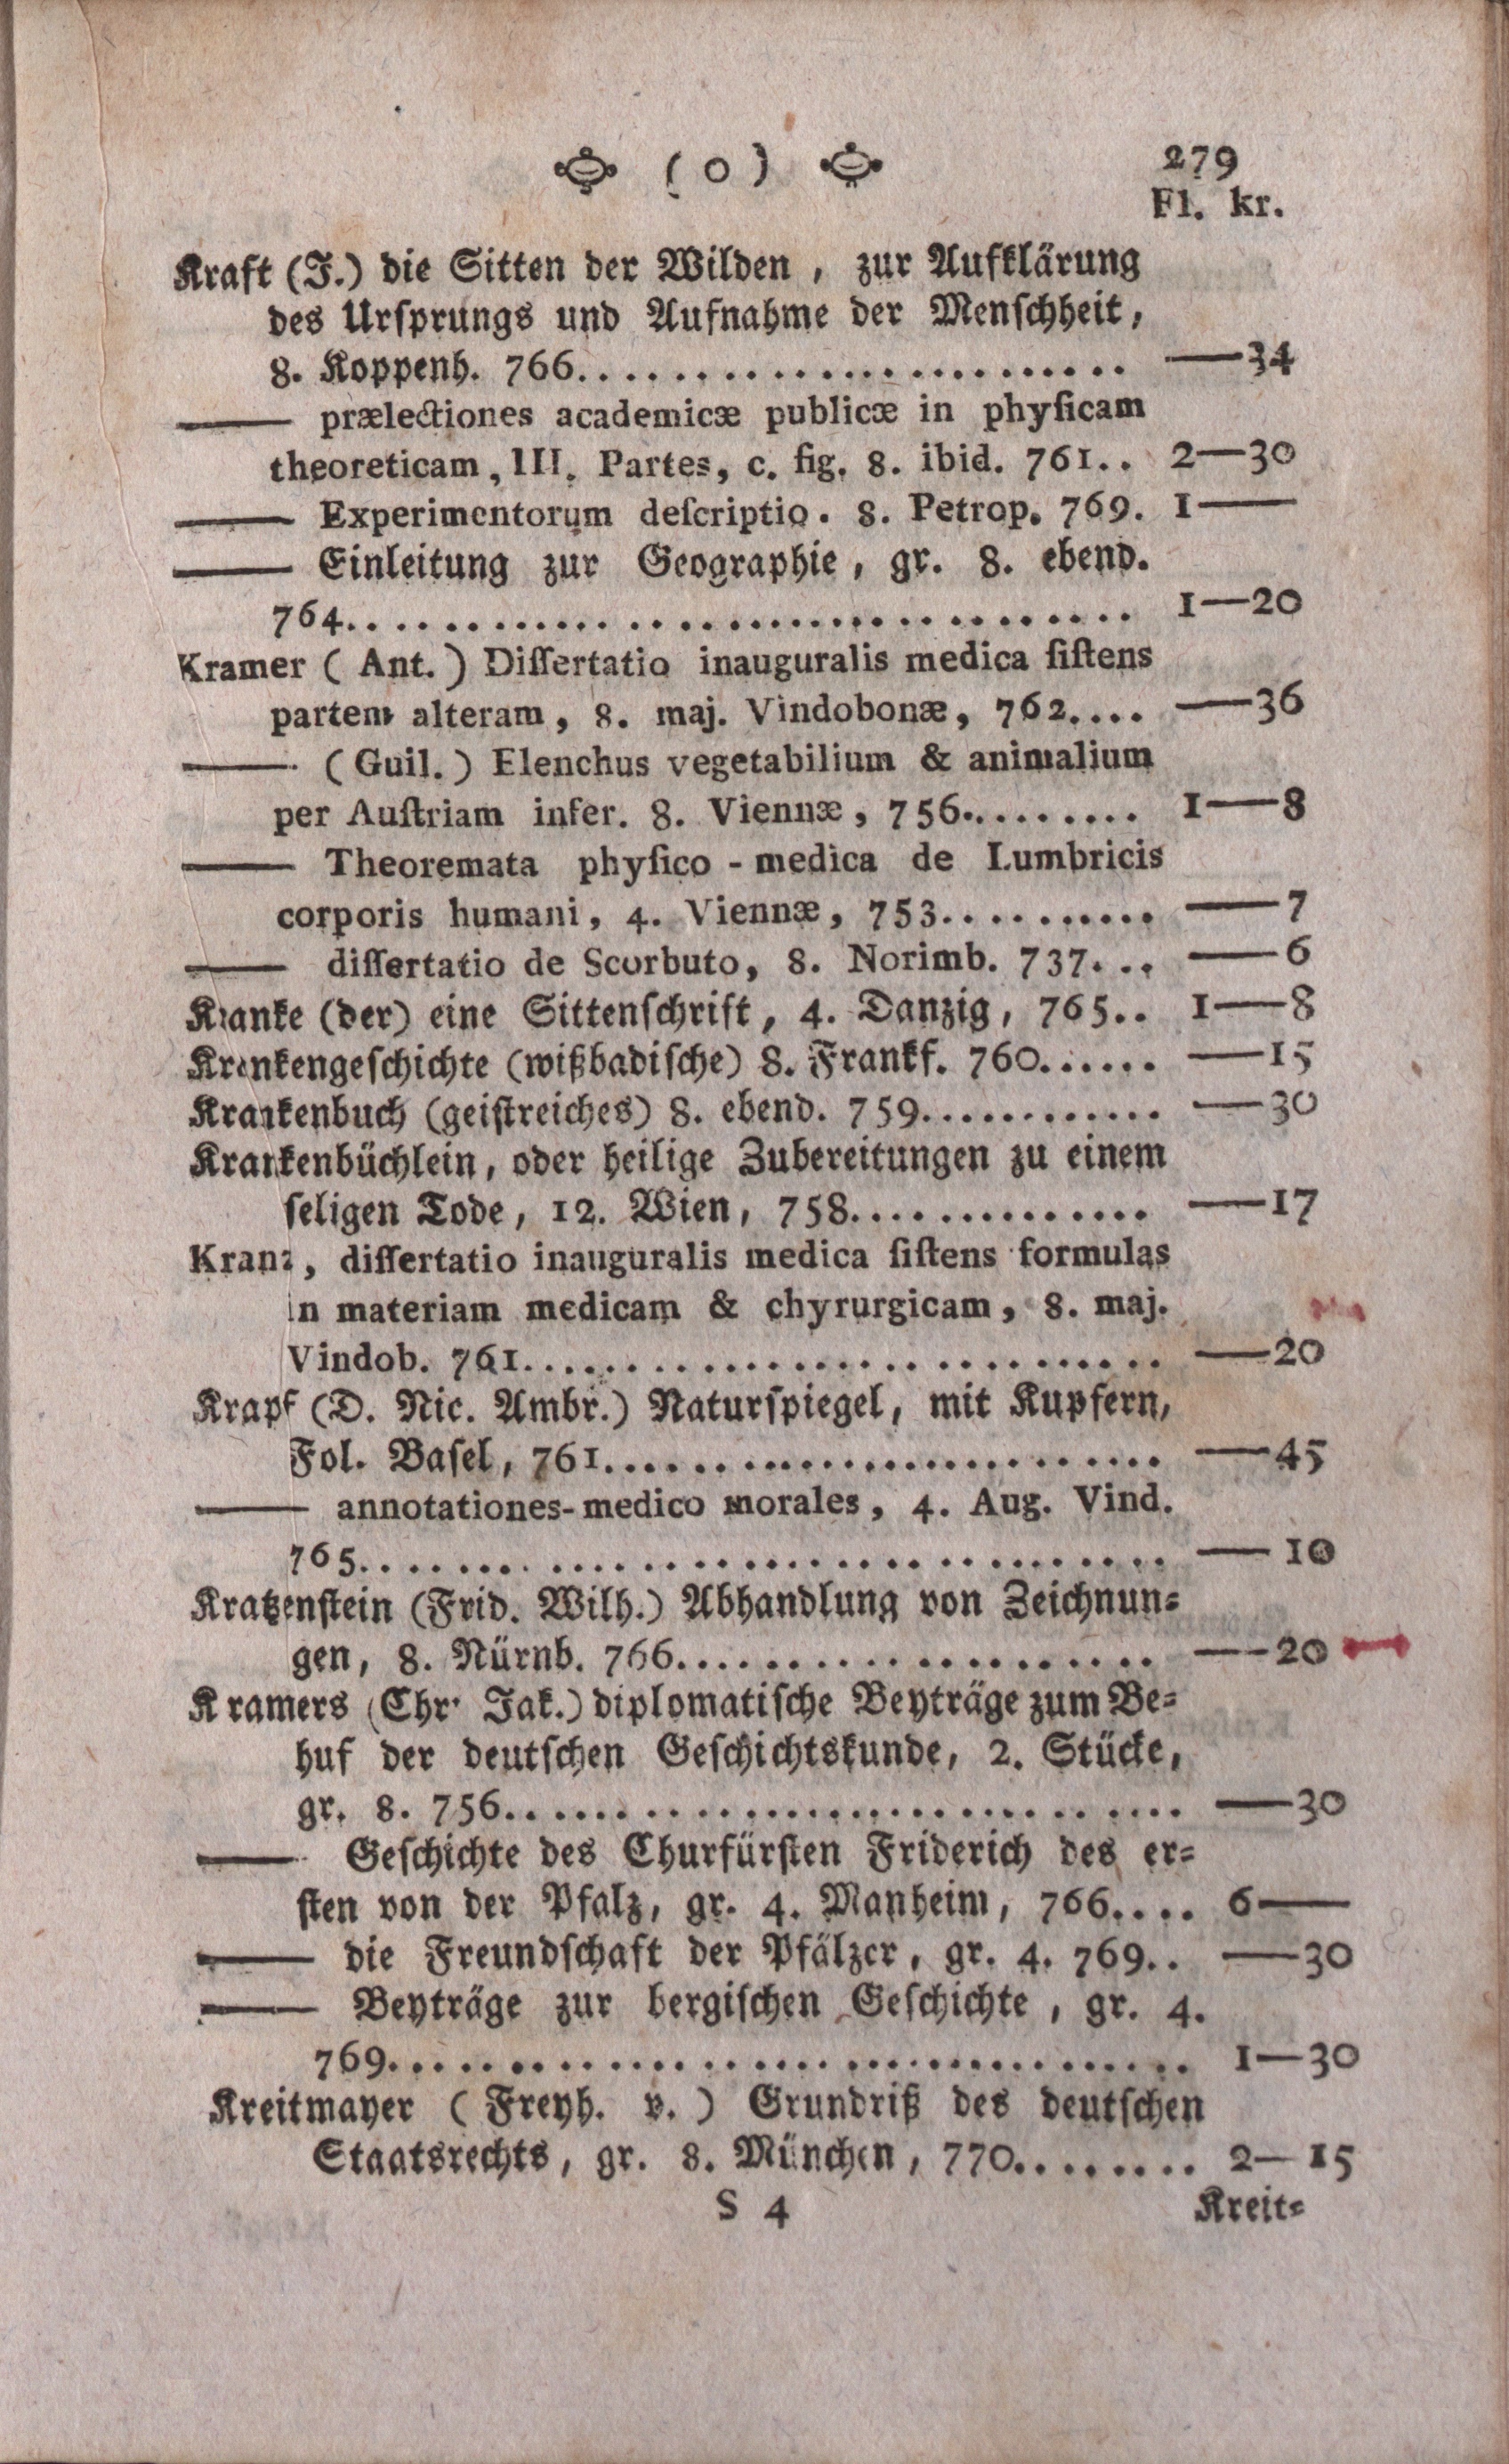 ( o ) 279
Fl. kr.
Kraft (J.) die Sitten der Wilden, zur Aufklärung
des Urſprungs und Aufnahme der Menſchheit,
8. Koppenh. 766........................ —34
—— prælectiones academicæ publicæ in phyſicam
theoreticam, III. Partes, c. fig. 8. ibid. 761.. 2—30
—— Experimentorum deſcriptio. 8. Petrop. 769. 1——
—— Einleitung zur Geographie, gr. 8. ebend.
764.................................. 1—20
Kramer (Ant.) Diſſertatio inauguralis medica ſiſtens
partem alteram, 8. maj. Vindobonæ, 762.... —36
—— (Guil.) Elenchus vegetabilium & animalium
per Auſtriam infer. 8. Viennæ, 756......... 1—8
—— Theoremata phyſico-medica de Lumbricis
corporis humani, 4. Viennæ, 753.......... —7
—— diſſertatio de Scorbuto, 8. Norimb. 737... —6
Kranke (der) eine Sittenſchrift, 4. Danzig, 765.. 1—8
Krankengeſchichte (wißbadiſche) 8. Frankf. 760...... —15
Krankenbuch (geiſtreiches) 8. ebend. 759............ —30
Krankenbüchlein, oder heilige Zubereitungen zu einem
ſeligen Tode, 12. Wien, 758.............. —17
Kranz, diſſertatio inauguralis medica ſiſtens formulas
in materiam medicam & chyrurgicam, 8. maj.
Vindob. 761........................... —20
Krapf (D. Nic. Ambr.) Naturſpiegel, mit Kupfern,
Fol. Baſel, 761........................ —45
—— annotationes-medico morales, 4. Aug. Vind.
765.................................. —10
Kratzenſtein (Frid. Wilh.) Abhandlung von Zeichnun⸗
gen, 8. Nürnb. 766.................... —20
Kramers (Chr. Jak.) diplomatiſche Beyträge zum Be⸗
huf der deutſchen Geſchichtskunde, 2. Stücke,
gr. 8. 756............................ —30
—— Geſchichte des Churfürſten Friderich des er⸗
ſten von der Pfalz, gr. 4. Manheim, 766.... 6——
—— die Freundſchaft der Pfälzer, gr. 4. 769.. —30
—— Beyträge zur bergiſchen Geſchichte, gr. 4.
769.................................. 1—30
Kreitmayer (Freyh. v.) Grundriß des deutſchen
Staatsrechts, gr. 8. München, 770........ 2—15
S 4 Kreit⸗